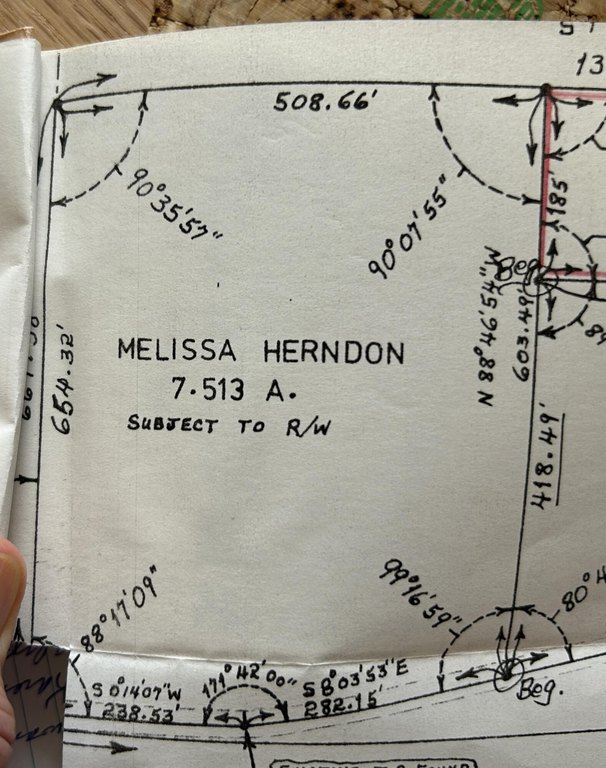 13
508.66'
90°35'57"
90°07'55"
185'
Beg.
N 88°46'54" W
603.49'
418.49'
654.32'
MELISSA HERNDON
7.513 A.
SUBJECT TO R/W
88°17'09"
99°16'59"
80°4
S 0°14'07"W
238.53'
171°42'00"
S 8°03'53"E
282.15'
Beg.